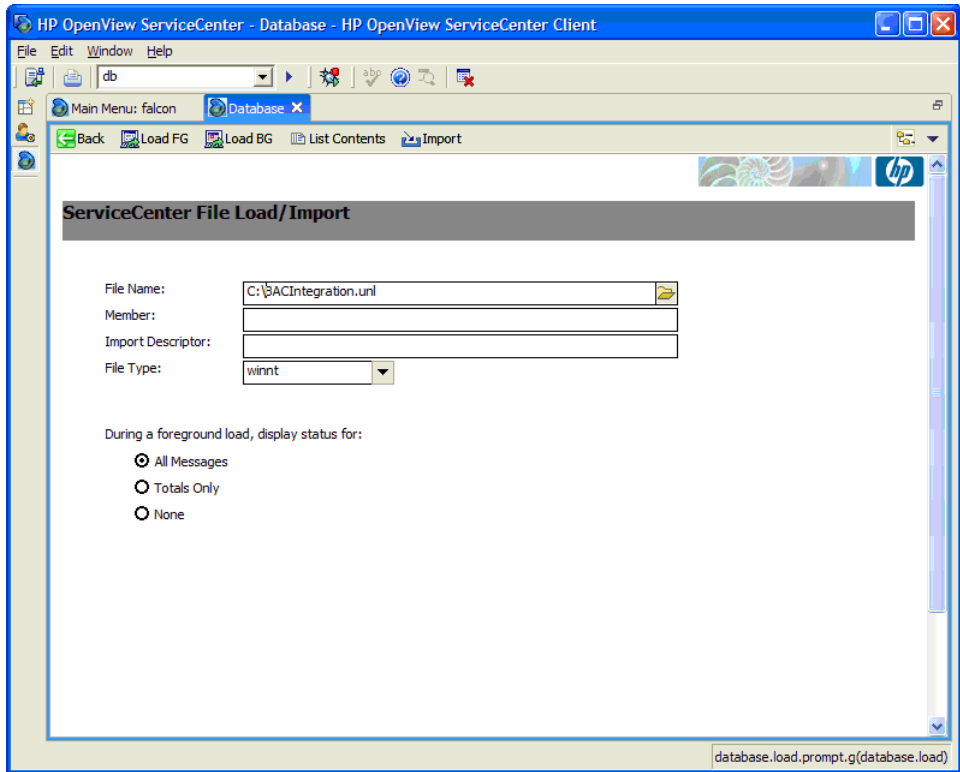 HP OpenView ServiceCenter - Database - HP OpenView ServiceCenter Client
File Edit Window Help
db
Main Menu: falcon Database
Back Load FG Load BG List Contents Import
hp
ServiceCenter File Load/Import
File Name: C:\BACIntegration.unl
Member:
Import Descriptor:
File Type: winnt
During a foreground load, display status for:
All Messages
Totals Only
None
database.load.prompt.g(database.load)